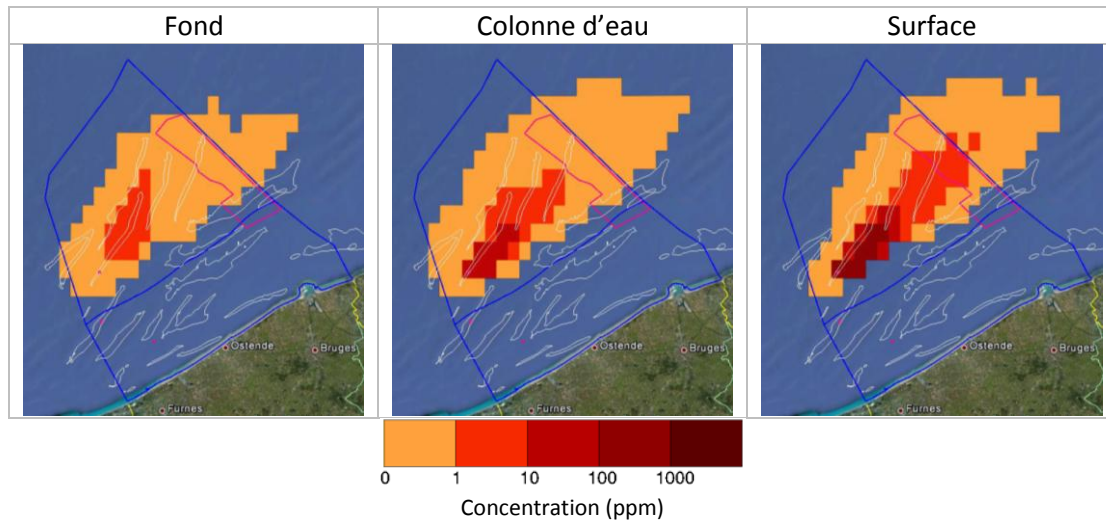 Fond
Colonne d'eau
Surface
Ostende
Bruges
Furnes
Ostende
Bruges
Furnes
Ostende
Bruges
Furnes
0 1 10 100 1000
Concentration (ppm)